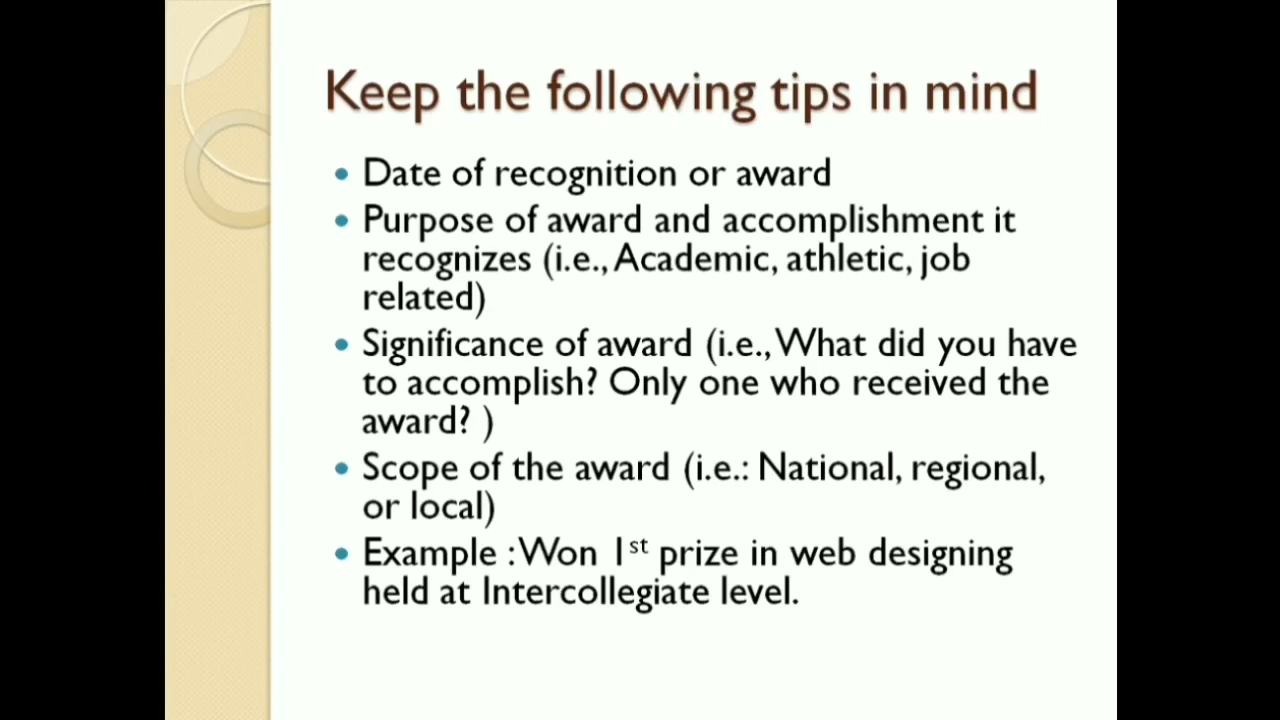 Keep the following tips in mind
• Date of recognition or award
• Purpose of award and accomplishment it
recognizes (i.e., Academic, athletic, job
related)
• Significance of award (i.e., What did you have
to accomplish? Only one who received the
award? )
• Scope of the award (i.e.: National, regional,
or local)
• Example : Won 1st prize in web designing
held at Intercollegiate level.